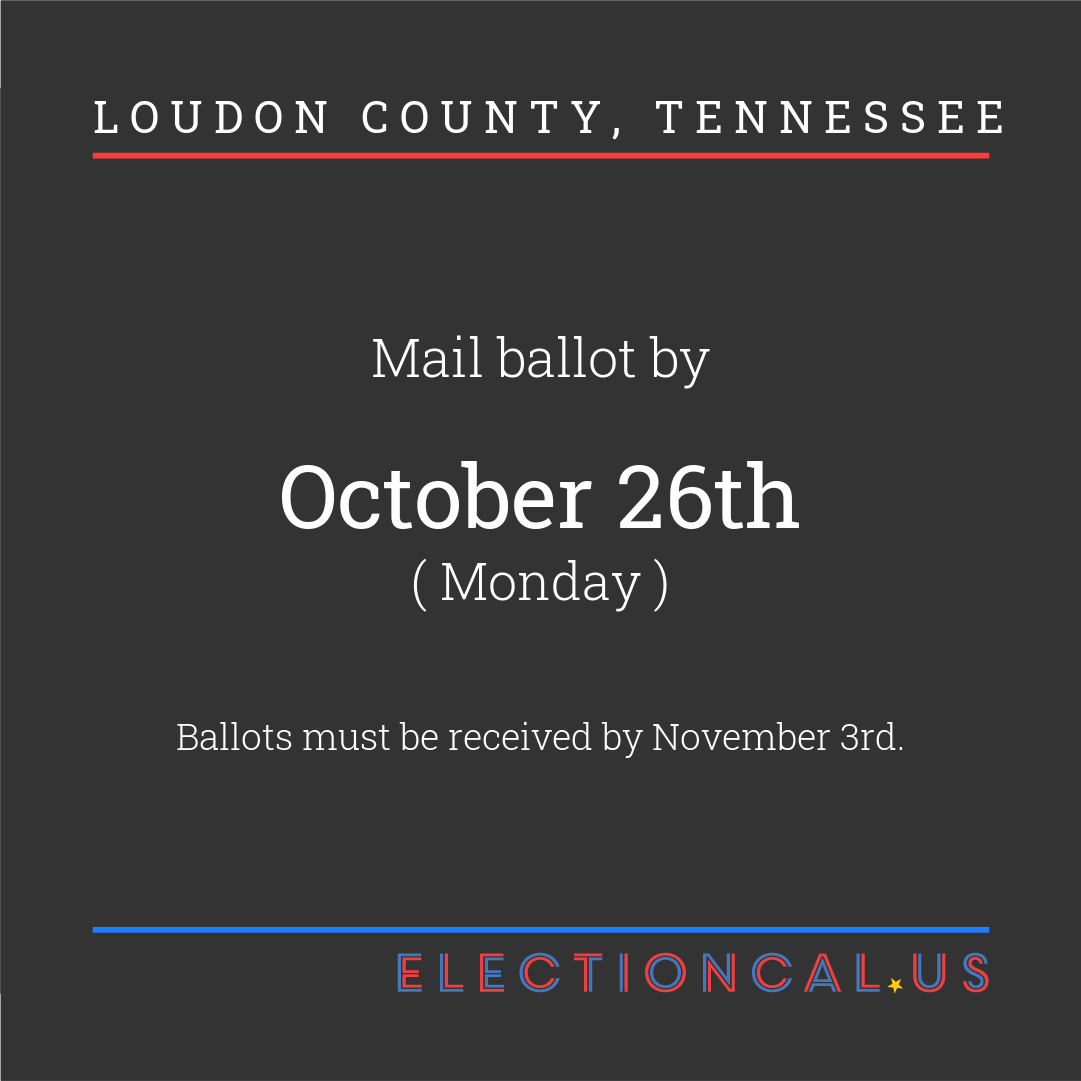 LOUDON COUNTY, TENNESSEE
Mail ballot by
October 26th
( Monday )
Ballots must be received by November 3rd.
ELECTIONCAL.US